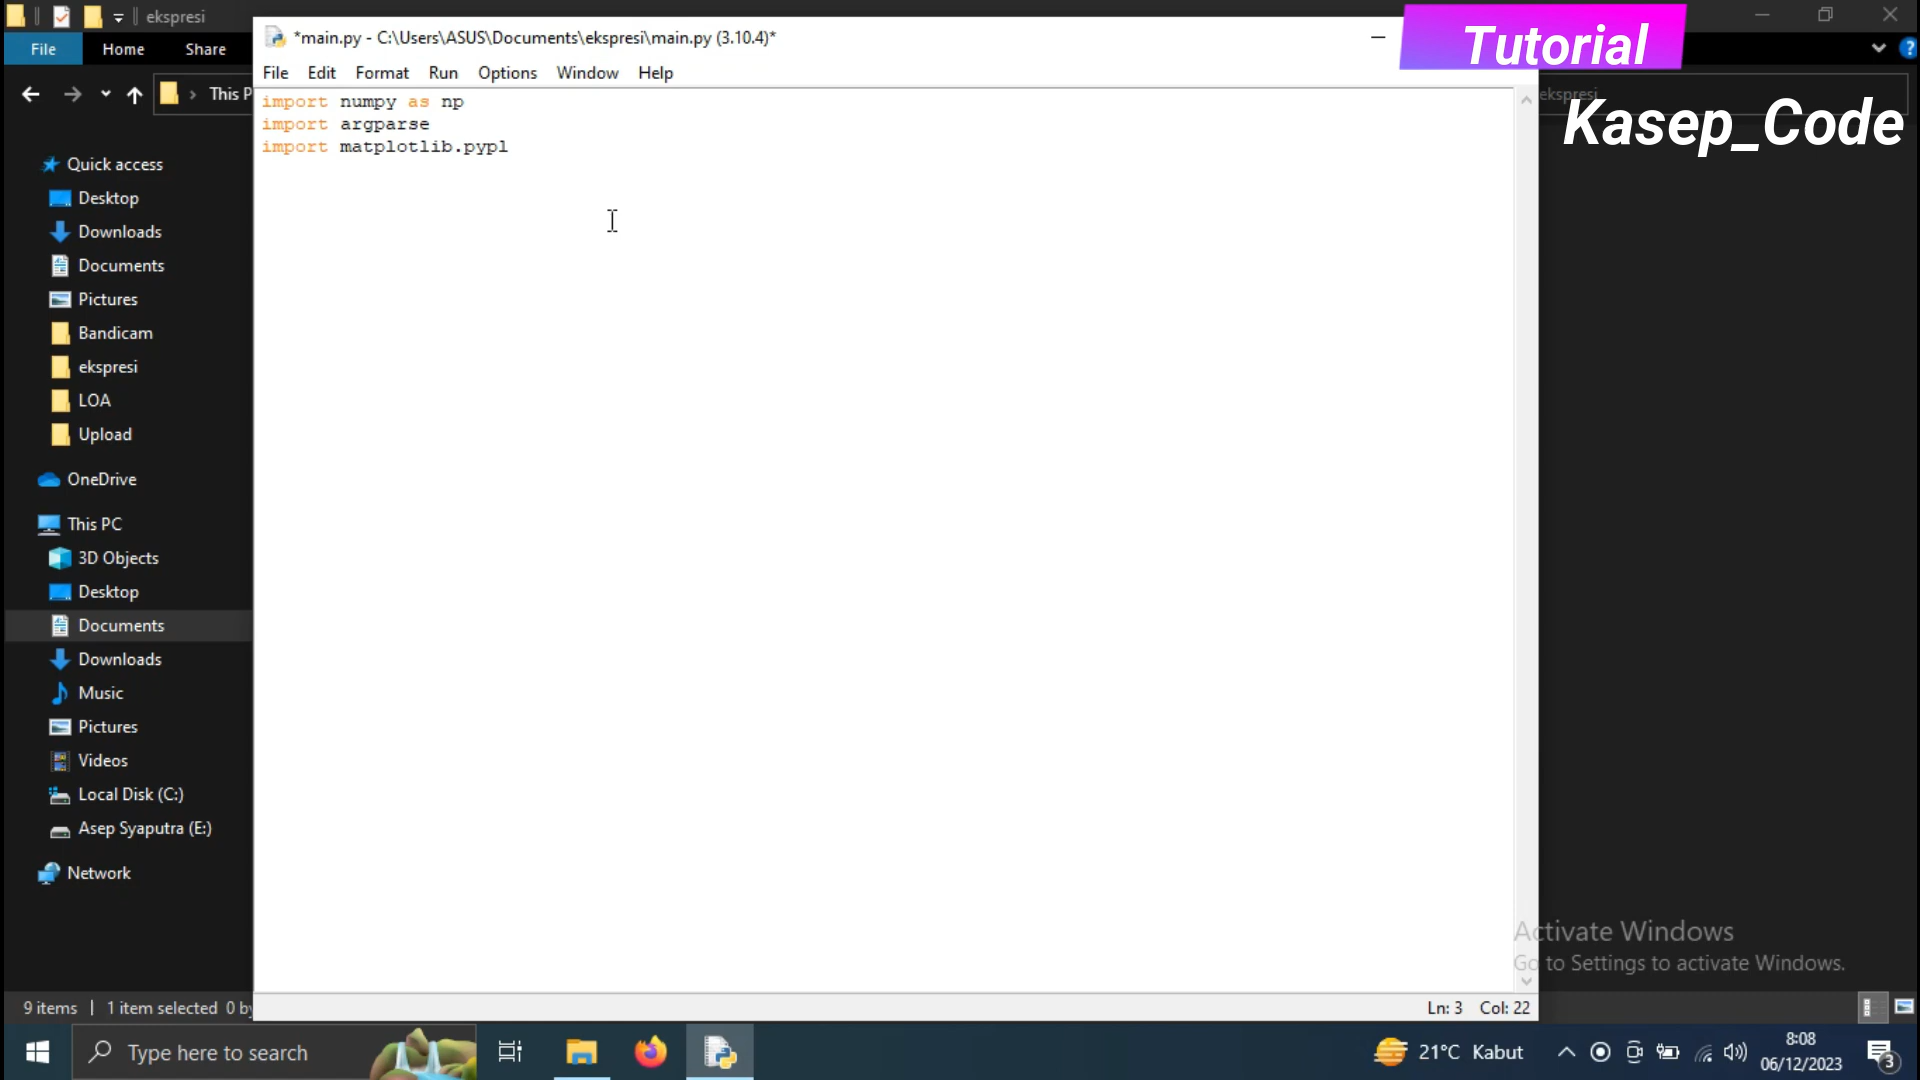 ekspresi
File Home Share
This P
ekspresi
Quick access
Desktop
Downloads
Documents
Pictures
Bandicam
ekspresi
LOA
Upload
OneDrive
This PC
3D Objects
Desktop
Documents
Downloads
Music
Pictures
Videos
Local Disk (C:)
Asep Syaputra (E:)
Network
9 items 1 item selected 0 by
*main.py - C:\Users\ASUS\Documents\ekspresi\main.py (3.10.4)*
File Edit Format Run Options Window Help
import numpy as np
import argparse
import matplotlib.pypl
Ln: 3 Col: 22
Tutorial
Kasep_Code
Activate Windows
Go to Settings to activate Windows.
Type here to search
21°C Kabut
8:08
06/12/2023
3